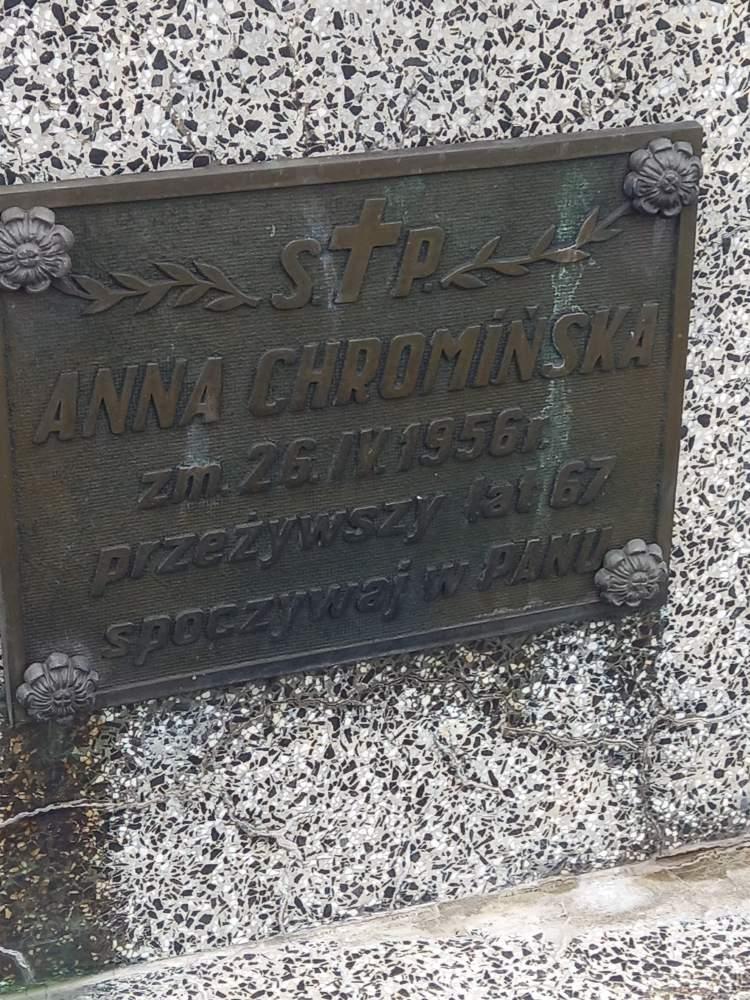 S.†P.
ANNA CHROMIŃSKA
zm. 26.IV.1956 r.
przeżywszy lat 67
spoczywaj w PANU